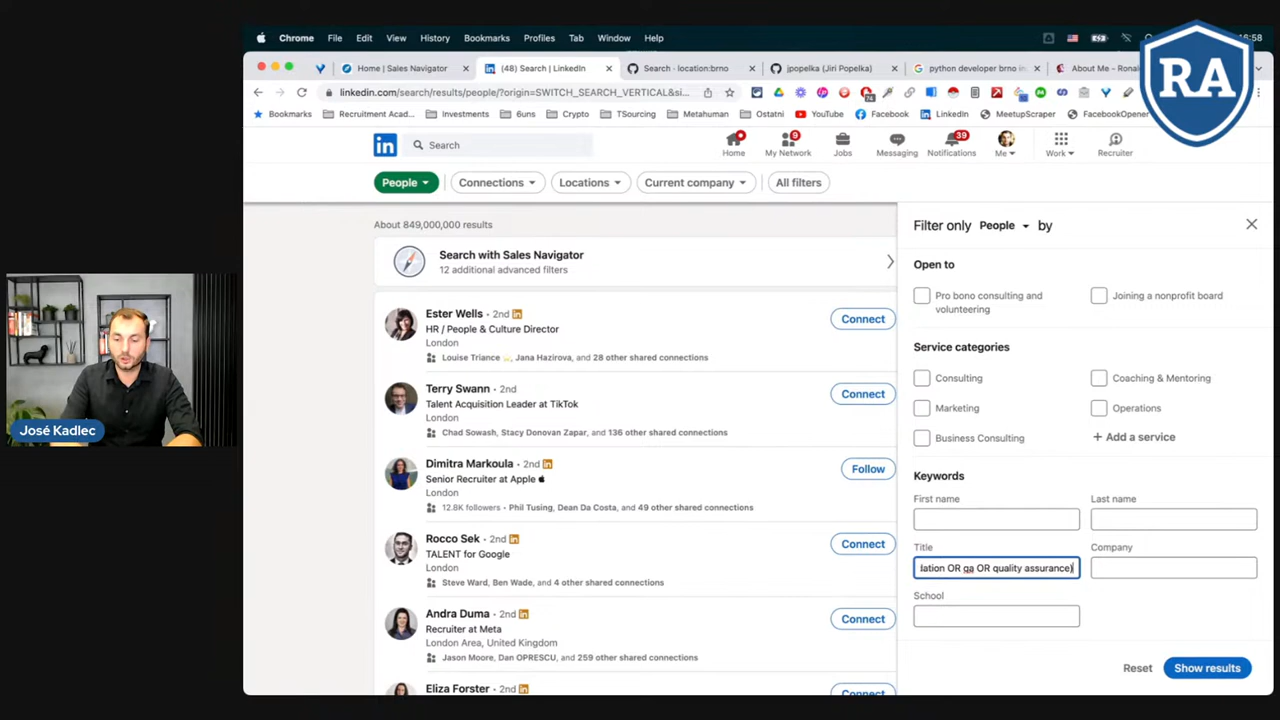 Chrome File Edit View History Bookmarks Profiles Tab Window Help
:58
Home | Sales Navigator
(48) Search | LinkedIn
Search · location:brno
jpopelka (Jiri Popelka)
python developer brno in
About Me – Ronal
linkedin.com/search/results/people/?origin=SWITCH_SEARCH_VERTICAL&si...
Bookmarks
Recruitment Acad...
Investments
6uns
Crypto
TSourcing
Metahuman
Ostatni
YouTube
Facebook
LinkedIn
MeetupScraper
FacebookOpener
RA
in
Search
Home
My Network
9
Jobs
Messaging
Notifications
39
Me
Work
Recruiter
People
Connections
Locations
Current company
All filters
About 849,000,000 results
Search with Sales Navigator
12 additional advanced filters
Ester Wells • 2nd in
HR / People & Culture Director
London
Louise Triance, Jana Hazirova, and 28 other shared connections
Connect
Terry Swann • 2nd
Talent Acquisition Leader at TikTok
London
Chad Sowash, Stacy Donovan Zapar, and 136 other shared connections
Connect
Dimitra Markoula • 2nd in
Senior Recruiter at Apple
London
12.8K followers • Phil Tusing, Dean Da Costa, and 49 other shared connections
Follow
Rocco Sek • 2nd in
TALENT for Google
London
Steve Ward, Ben Wade, and 4 other shared connections
Connect
Andra Duma • 2nd in
Recruiter at Meta
London Area, United Kingdom
Jason Moore, Dan OPRESCU, and 259 other shared connections
Connect
Eliza Forster • 2nd in
Connect
Filter only People by
Open to
Pro bono consulting and
volunteering
Joining a nonprofit board
Service categories
Consulting
Coaching & Mentoring
Marketing
Operations
Business Consulting
+ Add a service
Keywords
First name
Last name
Title
Company
lation OR qa OR quality assurance)
School
Reset
Show results
José Kadlec